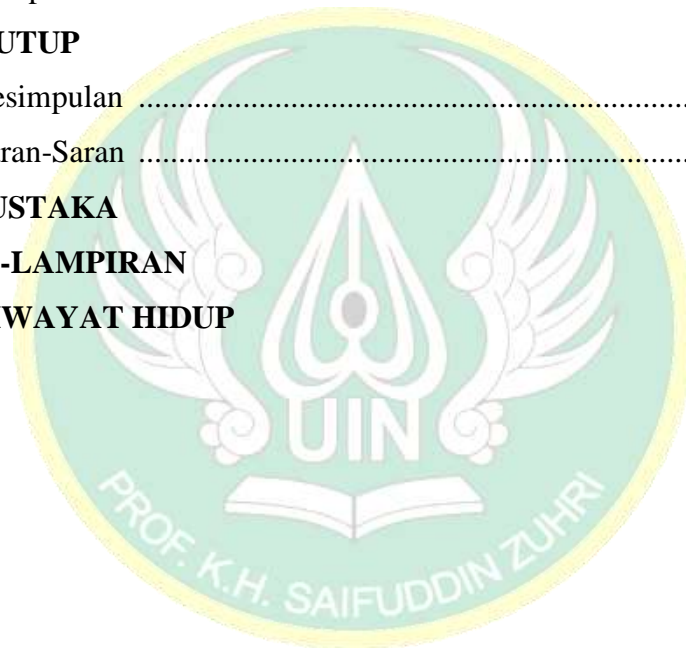 UTUP
esimpulan ........................................................................
ran-Saran ........................................................................
USTAKA
-LAMPIRAN
WAYAT HIDUP
UIN
PROF. K.H. SAIFUDDIN ZUHRI